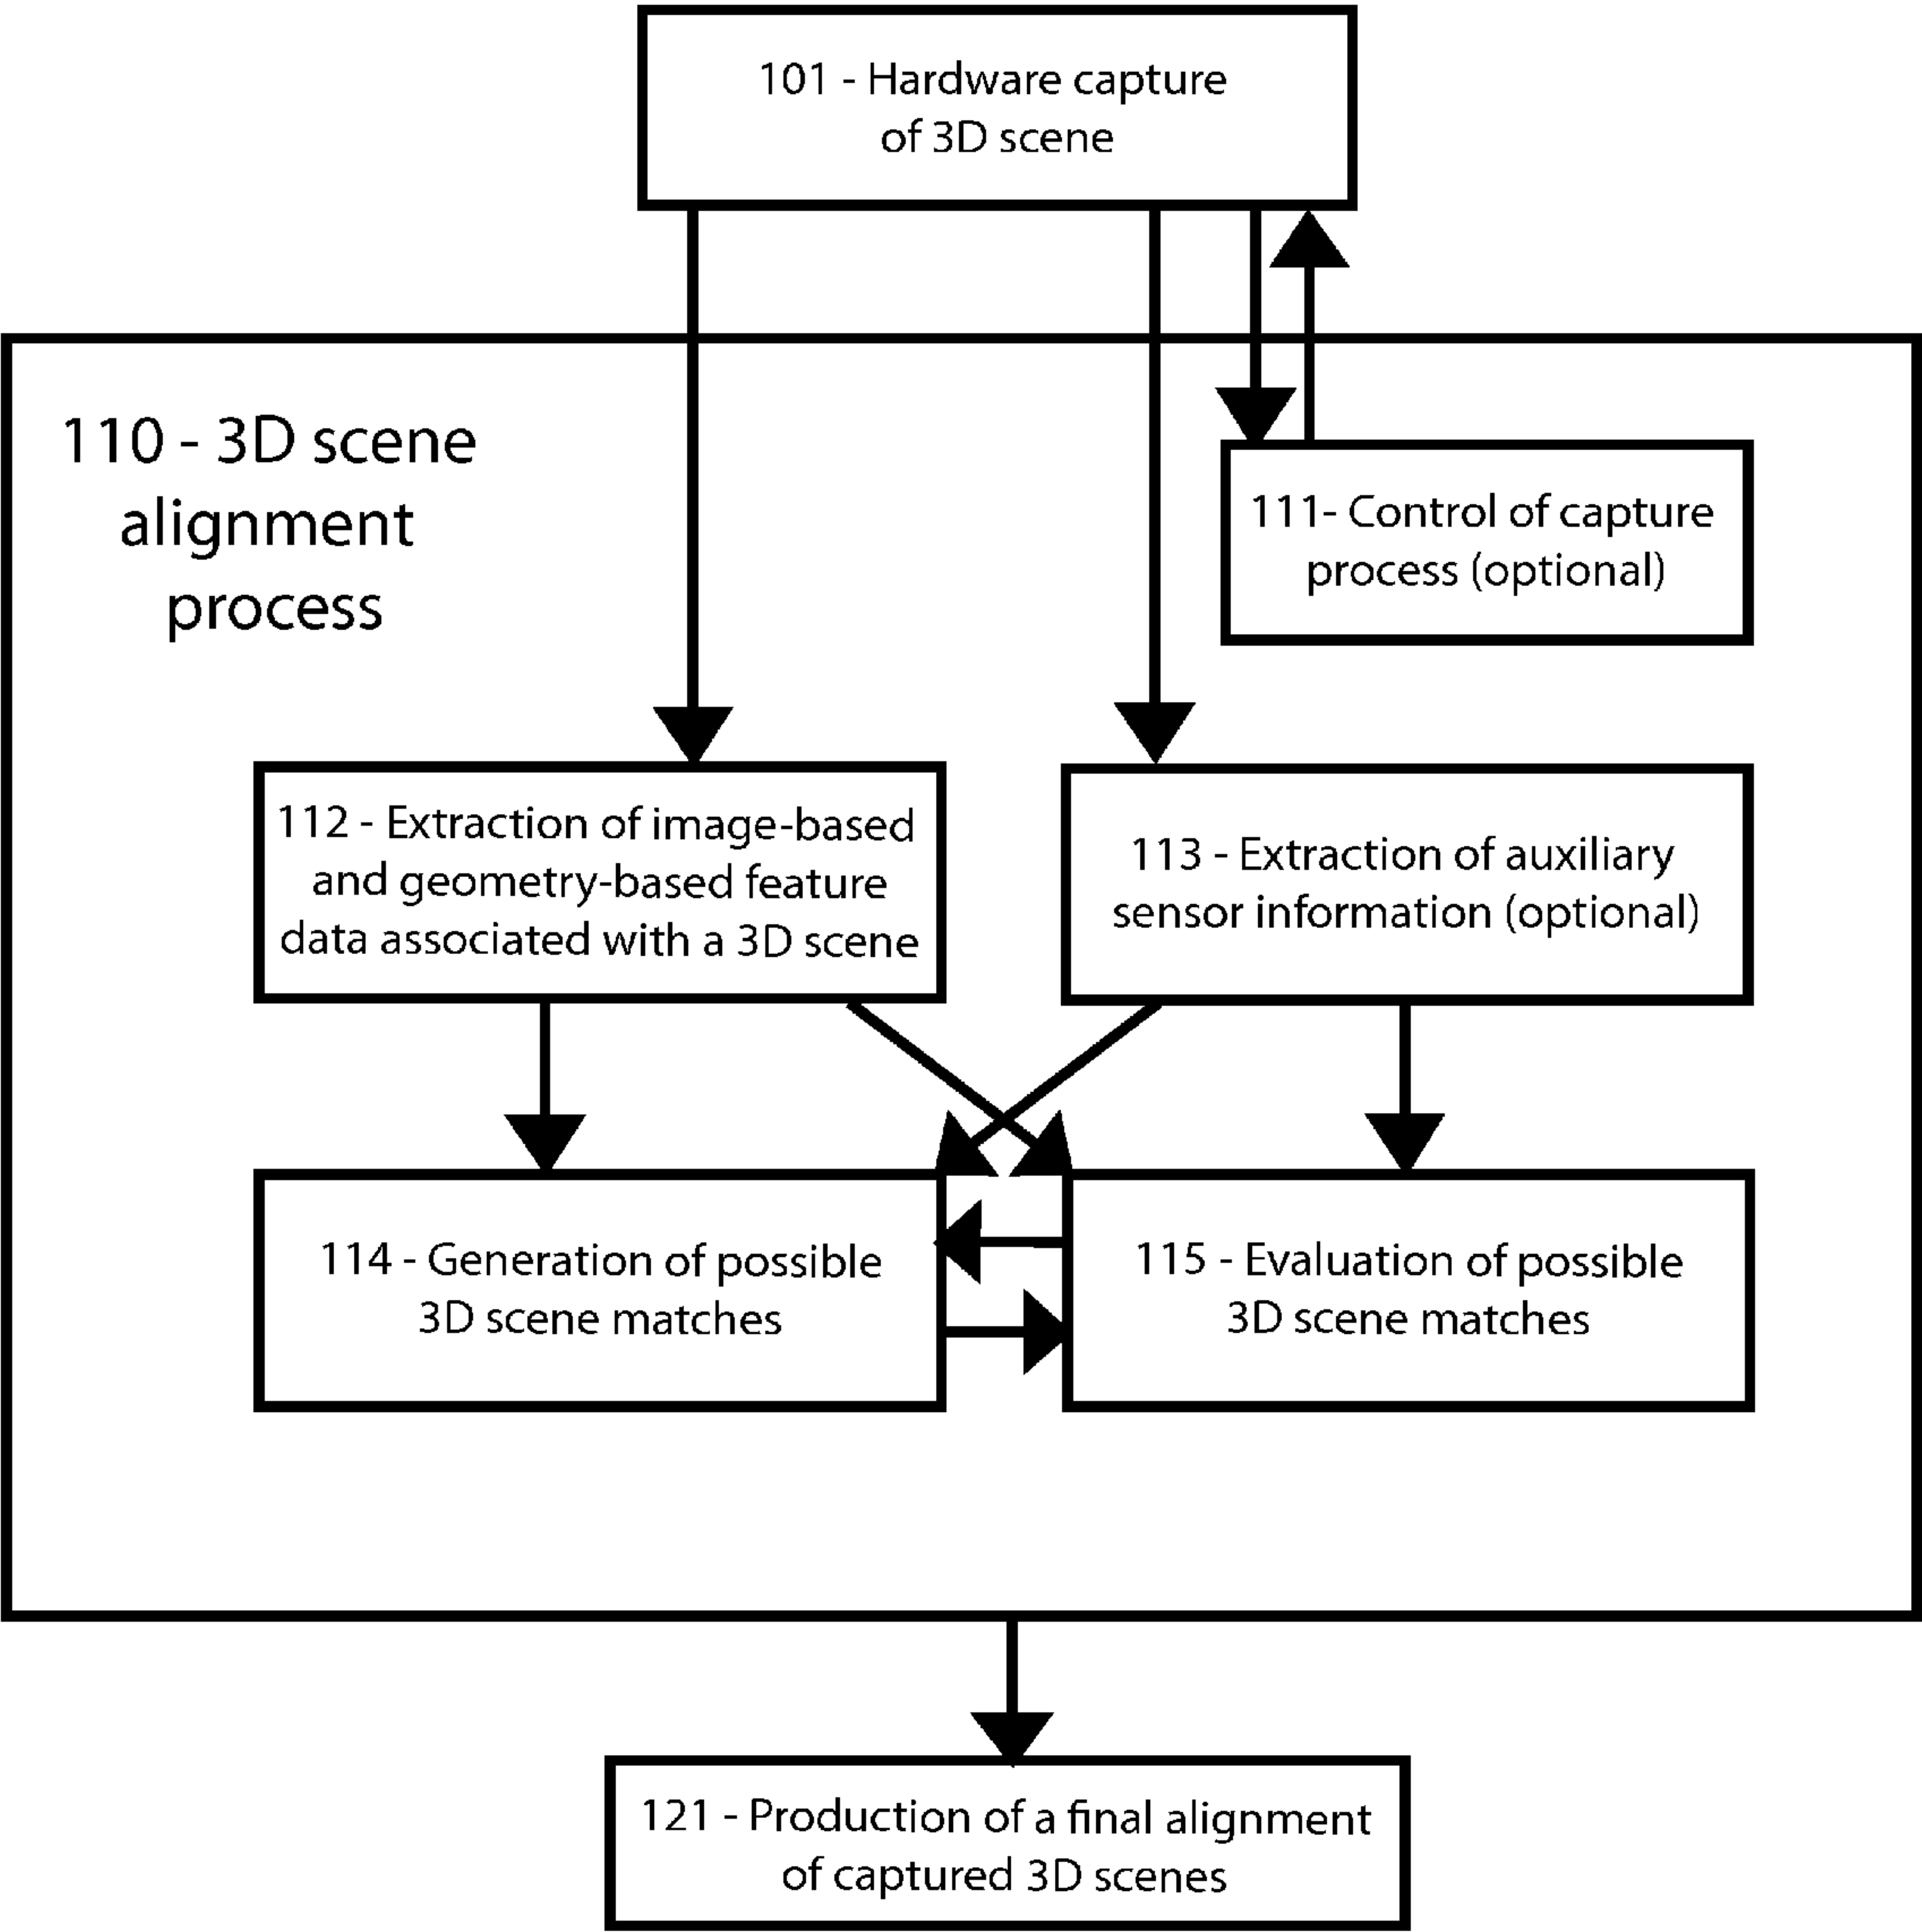 101 - Hardware capture
of 3D scene
110 - 3D scene
alignment
process
111- Control of capture
process (optional)
112 - Extraction of image-based
and geometry-based feature
data associated with a 3D scene
113 - Extraction of auxiliary
sensor information (optional)
114 - Generation of possible
3D scene matches
115 - Evaluation of possible
3D scene matches
121 - Production of a final alignment
of captured 3D scenes